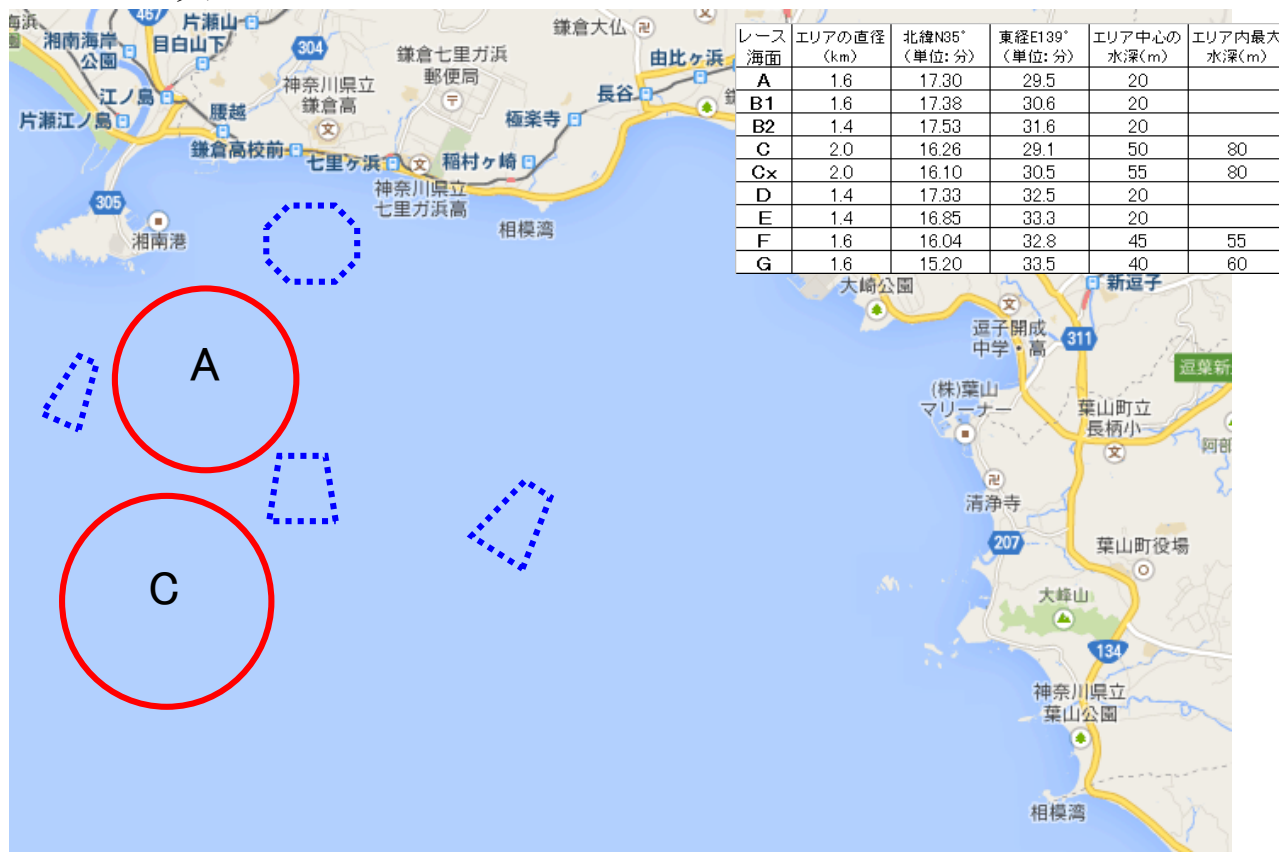 467
片瀬山
湘南海岸
公園
目白山下
304
鎌倉七里ガ浜
郵便局
鎌倉大仏
由比ヶ浜
江ノ島
神奈川県立
鎌倉高
長谷
片瀬江ノ島
腰越
極楽寺
鎌倉高校前
七里ヶ浜
稲村ヶ崎
神奈川県立
七里ガ浜高
305
湘南港
相模湾
レース
海面
エリアの直径
(km)
北緯N35°
(単位:分)
東経E139°
(単位:分)
エリア中心の
水深(m)
エリア内最大
水深(m)
A 1.6 17.30 29.5 20
B1 1.6 17.38 30.6 20
B2 1.4 17.53 31.6 20
C 2.0 16.26 29.1 50 80
Cx 2.0 16.10 30.5 55 80
D 1.4 17.33 32.5 20
E 1.4 16.85 33.3 20
F 1.6 16.04 32.8 45 55
G 1.6 15.20 33.5 40 60
大崎公園
新逗子
逗子開成
中学・高
311
逗葉新
A
(株)葉山
マリーナー
葉山町立
長柄小
文
阿部
清浄寺
207
葉山町役場
C
大峰山
134
神奈川県立
葉山公園
相模湾